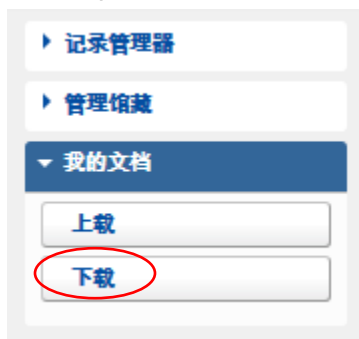 记录管理器
管理馆藏
我的文档
上载
下载